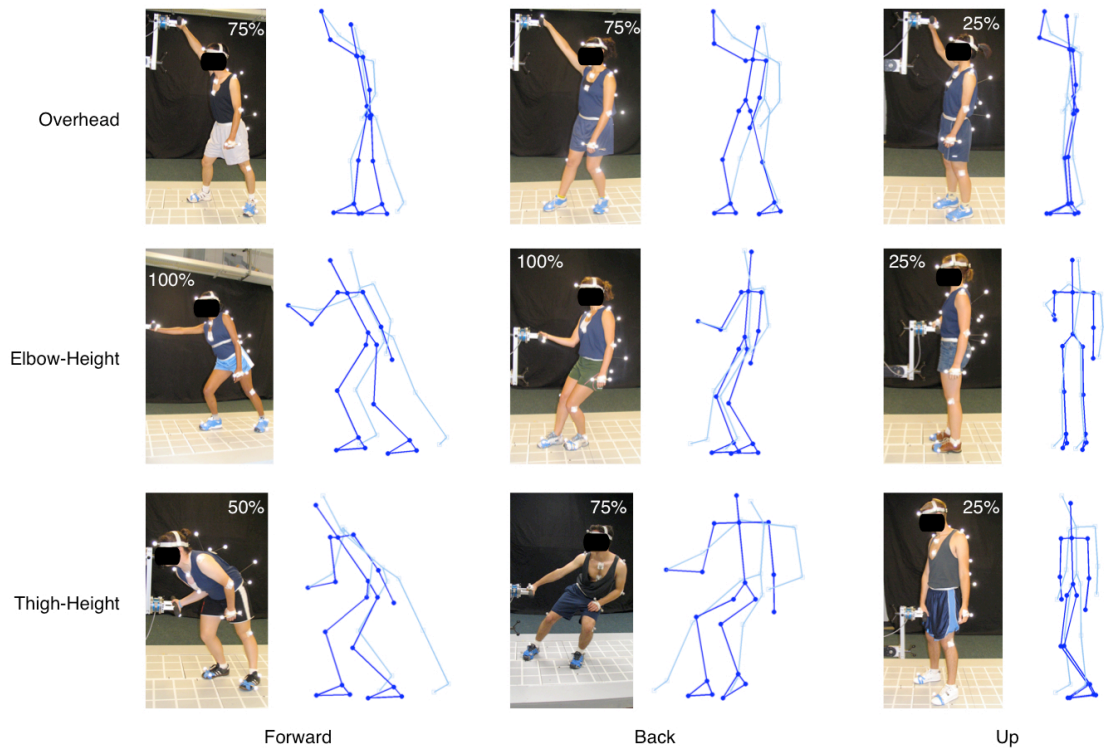 75%
75%
25%
Overhead
100%
100%
25%
Elbow-Height
50%
75%
25%
Thigh-Height
Forward
Back
Up